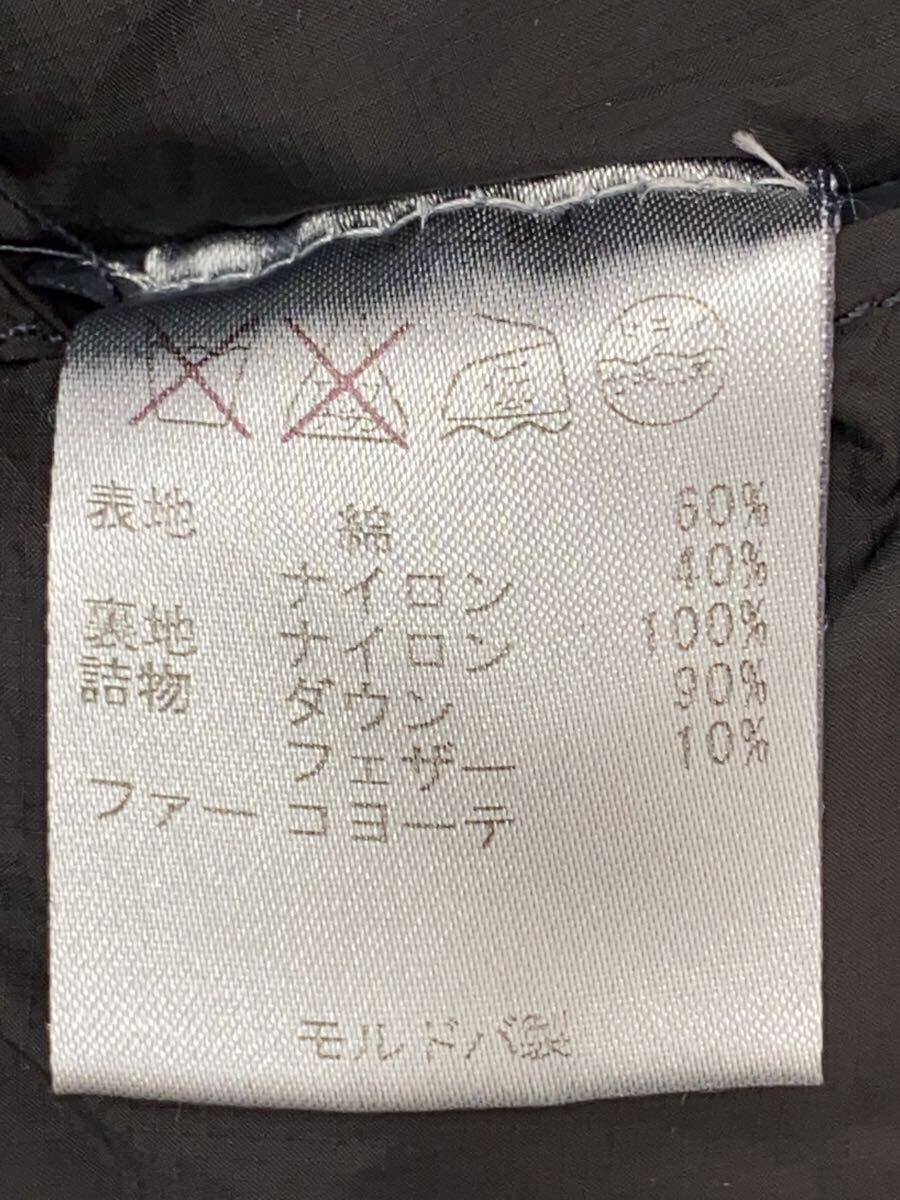 低
表地 綿 60%
ナイロン 40%
裏地 ナイロン 100%
詰物 ダウン 90%
フェザー 10%
ファー コヨーテ
モルドバ製